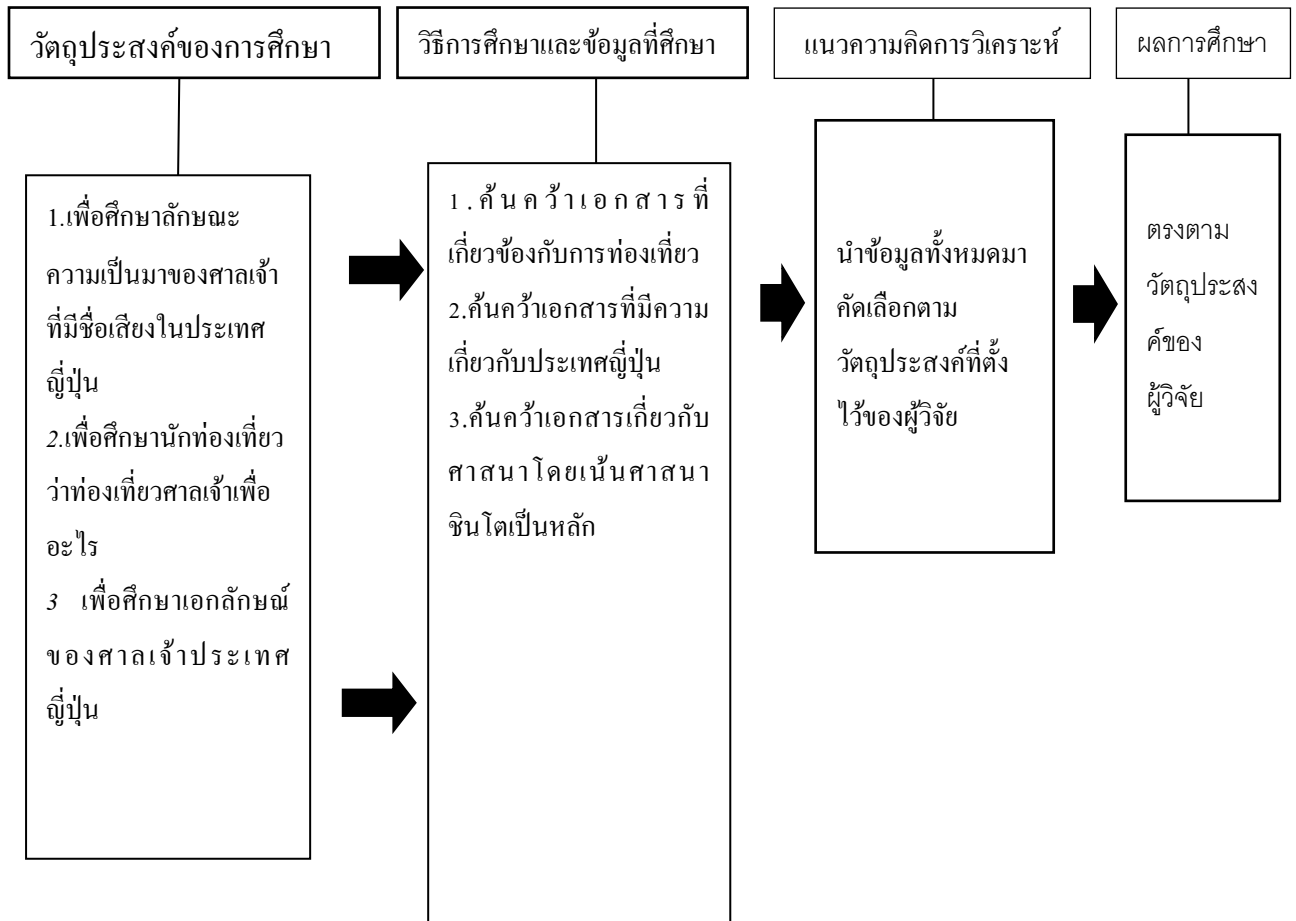 วัตถุประสงค์ของการศึกษา
วิธีการศึกษาและข้อมูลที่ศึกษา
แนวความคิดการวิเคราะห์
ผลการศึกษา
1.เพื่อศึกษาลักษณะ
ความเป็นมาของศาลเจ้า
ที่มีชื่อเสียงในประเทศ
ญี่ปุ่น
2.เพื่อศึกษานักท่องเที่ยว
ว่าท่องเที่ยวศาลเจ้าเพื่อ
อะไร
3 เพื่อศึกษาเอกลักษณ์
ของศาลเจ้าประเทศ
ญี่ปุ่น
1.ค้นคว้าเอกสารที่
เกี่ยวข้องกับการท่องเที่ยว
2.ค้นคว้าเอกสารที่มีความ
เกี่ยวกับประเทศญี่ปุ่น
3.ค้นคว้าเอกสารเกี่ยวกับ
ศาสนาโดยเน้นศาสนา
ชินโตเป็นหลัก
นำข้อมูลทั้งหมดมา
คัดเลือกตาม
วัตถุประสงค์ที่ตั้ง
ไว้ของผู้วิจัย
ตรงตาม
วัตถุประสง
ค์ของ
ผู้วิจัย